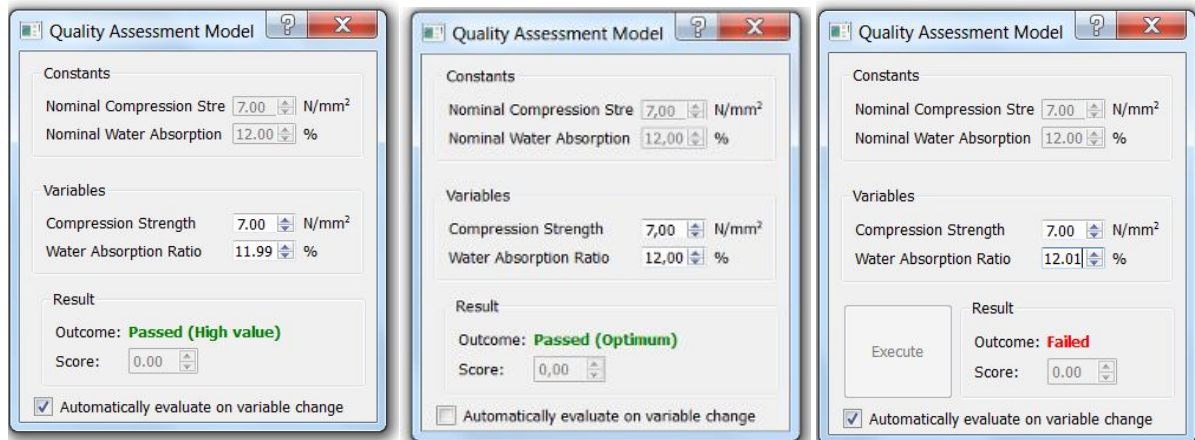 Quality Assessment Model
Constants
Nominal Compression Stre 7.00 N/mm²
Nominal Water Absorption 12.00 %
Variables
Compression Strength 7.00 N/mm²
Water Absorption Ratio 11.99 %
Result
Outcome: Passed (High value)
Score: 0.00
Automatically evaluate on variable change
Quality Assessment Model
Constants
Nominal Compression Stre 7,00 N/mm²
Nominal Water Absorption 12,00 %
Variables
Compression Strength 7,00 N/mm²
Water Absorption Ratio 12,00 %
Result
Outcome: Passed (Optimum)
Score: 0,00
Automatically evaluate on variable change
Quality Assessment Model
Constants
Nominal Compression Stre 7.00 N/mm²
Nominal Water Absorption 12.00 %
Variables
Compression Strength 7.00 N/mm²
Water Absorption Ratio 12.01 %
Execute
Result
Outcome: Failed
Score: 0.00
Automatically evaluate on variable change